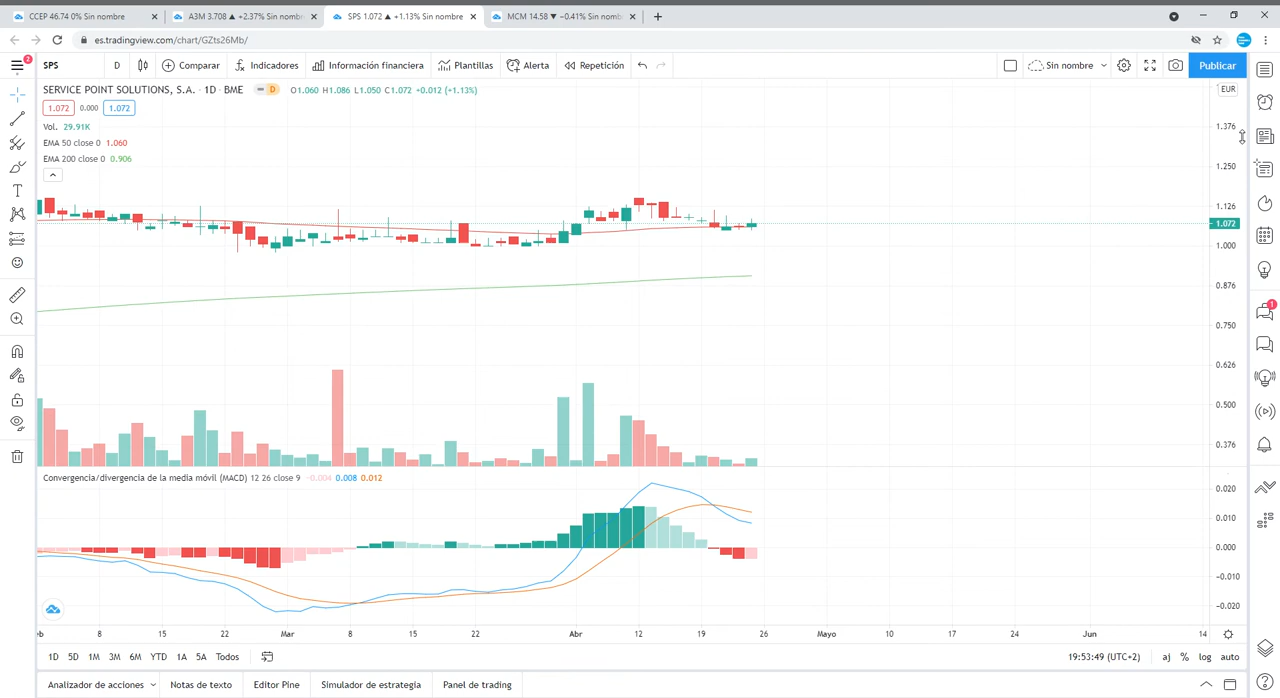 CCEP 46.74 0% Sin nombre
A3M 3.708 ▲ +2.37% Sin nombr
SPS 1.072 ▲ +1.13% Sin nombre
MCM 14.58 ▼ −0.41% Sin nomb
es.tradingview.com/chart/GZts26Mb/
2
SPS
D
Comparar
Indicadores
Información financiera
Plantillas
Alerta
Repetición
Sin nombre
Publicar
SERVICE POINT SOLUTIONS, S.A. · 1D · BME
D
O1.060 H1.086 L1.050 C1.072 +0.012 (+1.13%)
EUR
1.072 0.000 1.072
Vol. 29.91K
EMA 50 close 0 1.060
EMA 200 close 0 0.906
1.376
1.250
1.126
1.072
1.000
0.876
0.750
0.626
0.500
0.376
1
Convergencia/divergencia de la media móvil (MACD) 12 26 close 9 −0.004 0.008 0.012
0.020
0.010
0.000
−0.010
−0.020
eb 8 15 22 Mar 8 15 22 Abr 12 19 26 Mayo 10 17 24 Jun 14
1D 5D 1M 3M 6M YTD 1A 5A Todos
19:53:49 (UTC+2) aj % log auto
Analizador de acciones
Notas de texto
Editor Pine
Simulador de estrategia
Panel de trading